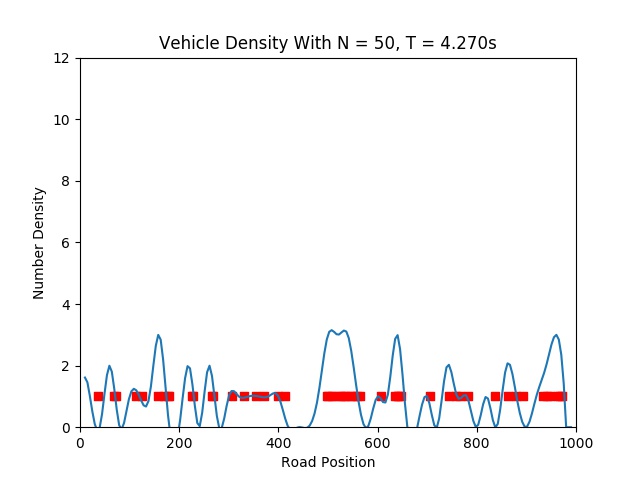 Vehicle Density With N = 50, T = 4.270s
12
10
8
6
4
2
0
Number Density
0 200 400 600 800 1000
Road Position